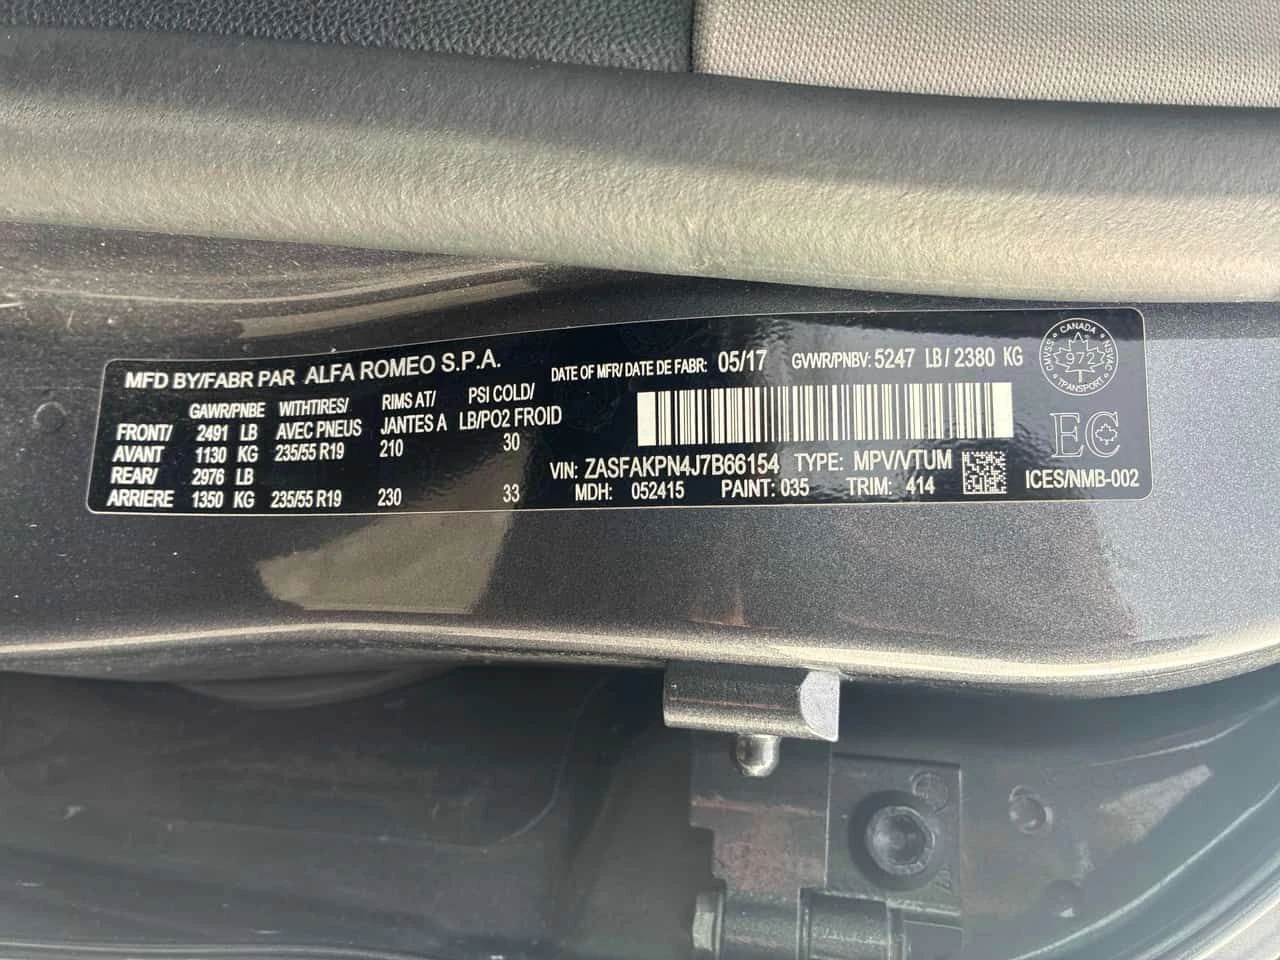 MFD BY/FABR PAR ALFA ROMEO S.P.A.
DATE OF MFR/DATE DE FABR: 05/17 GVWR/PNBV: 5247 LB / 2380 KG
GAWR/PNBE WITHTIRES/ RIMS AT/ PSI COLD/
AVEC PNEUS JANTES A LB/PO2 FROID
FRONT/ 2491 LB
AVANT 1130 KG 235/55 R19 210 30
REAR/ 2976 LB
ARRIERE 1350 KG 235/55 R19 230 33
VIN: ZASFAKPN4J7B66154 TYPE: MPV/VTUM
MDH: 052415 PAINT: 035 TRIM: 414
CANADA
CMVSS 972 NSVAC
TRANSPORT
EC
ICES/NMB-002